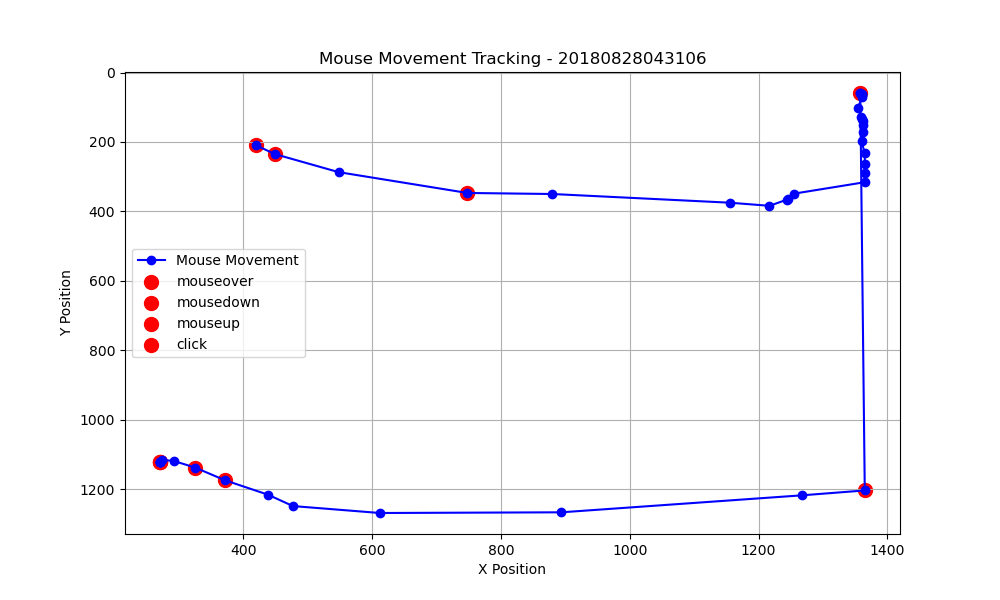 Mouse Movement Tracking - 20180828043106
0
200
400
600
800
1000
1200
Y Position
Mouse Movement
mouseover
mousedown
mouseup
click
400
600
800
1000
1200
1400
X Position